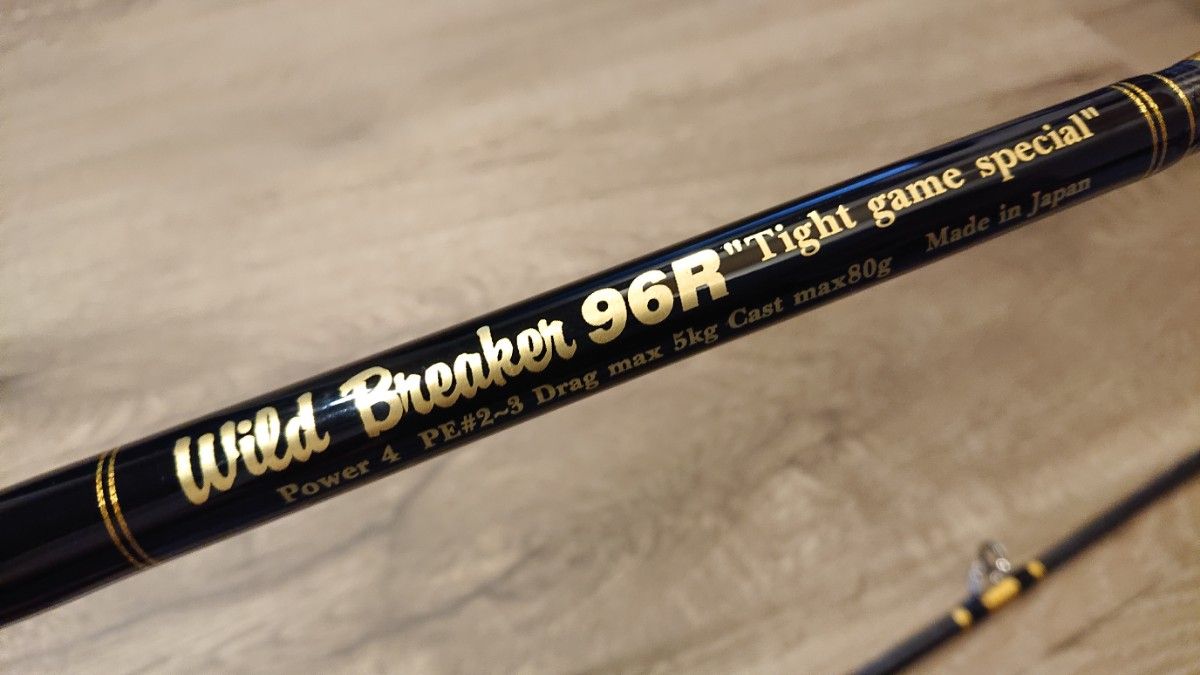 Wild Breaker 96R "Tight game special"
Power 4 PE#2~3 Drag max 5kg Cast max80g Made in Japan